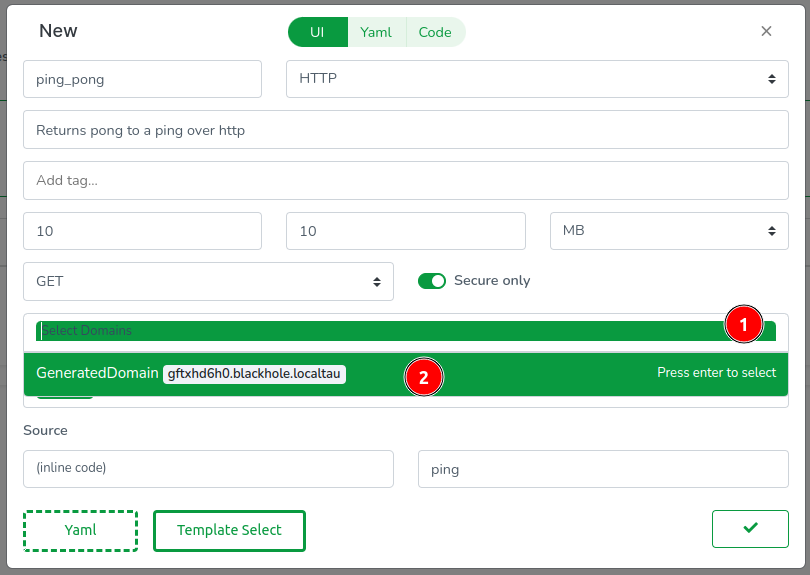 New
UI Yaml Code ×
ping_pong HTTP
Returns pong to a ping over http
Add tag...
10 10 MB
GET Secure only
Select Domains 1
GeneratedDomain gftxhd6h0.blackhole.localtau 2 Press enter to select
Source
(inline code) ping
Yaml Template Select